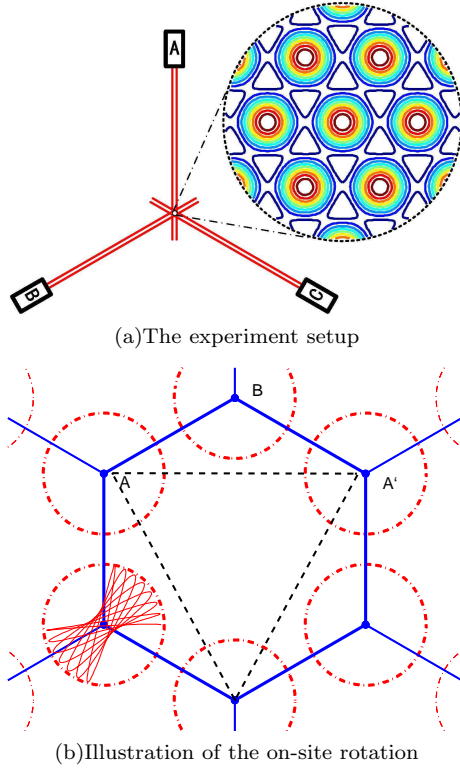 A
B
C
(a)The experiment setup
B
A
A'
(b)Illustration of the on-site rotation